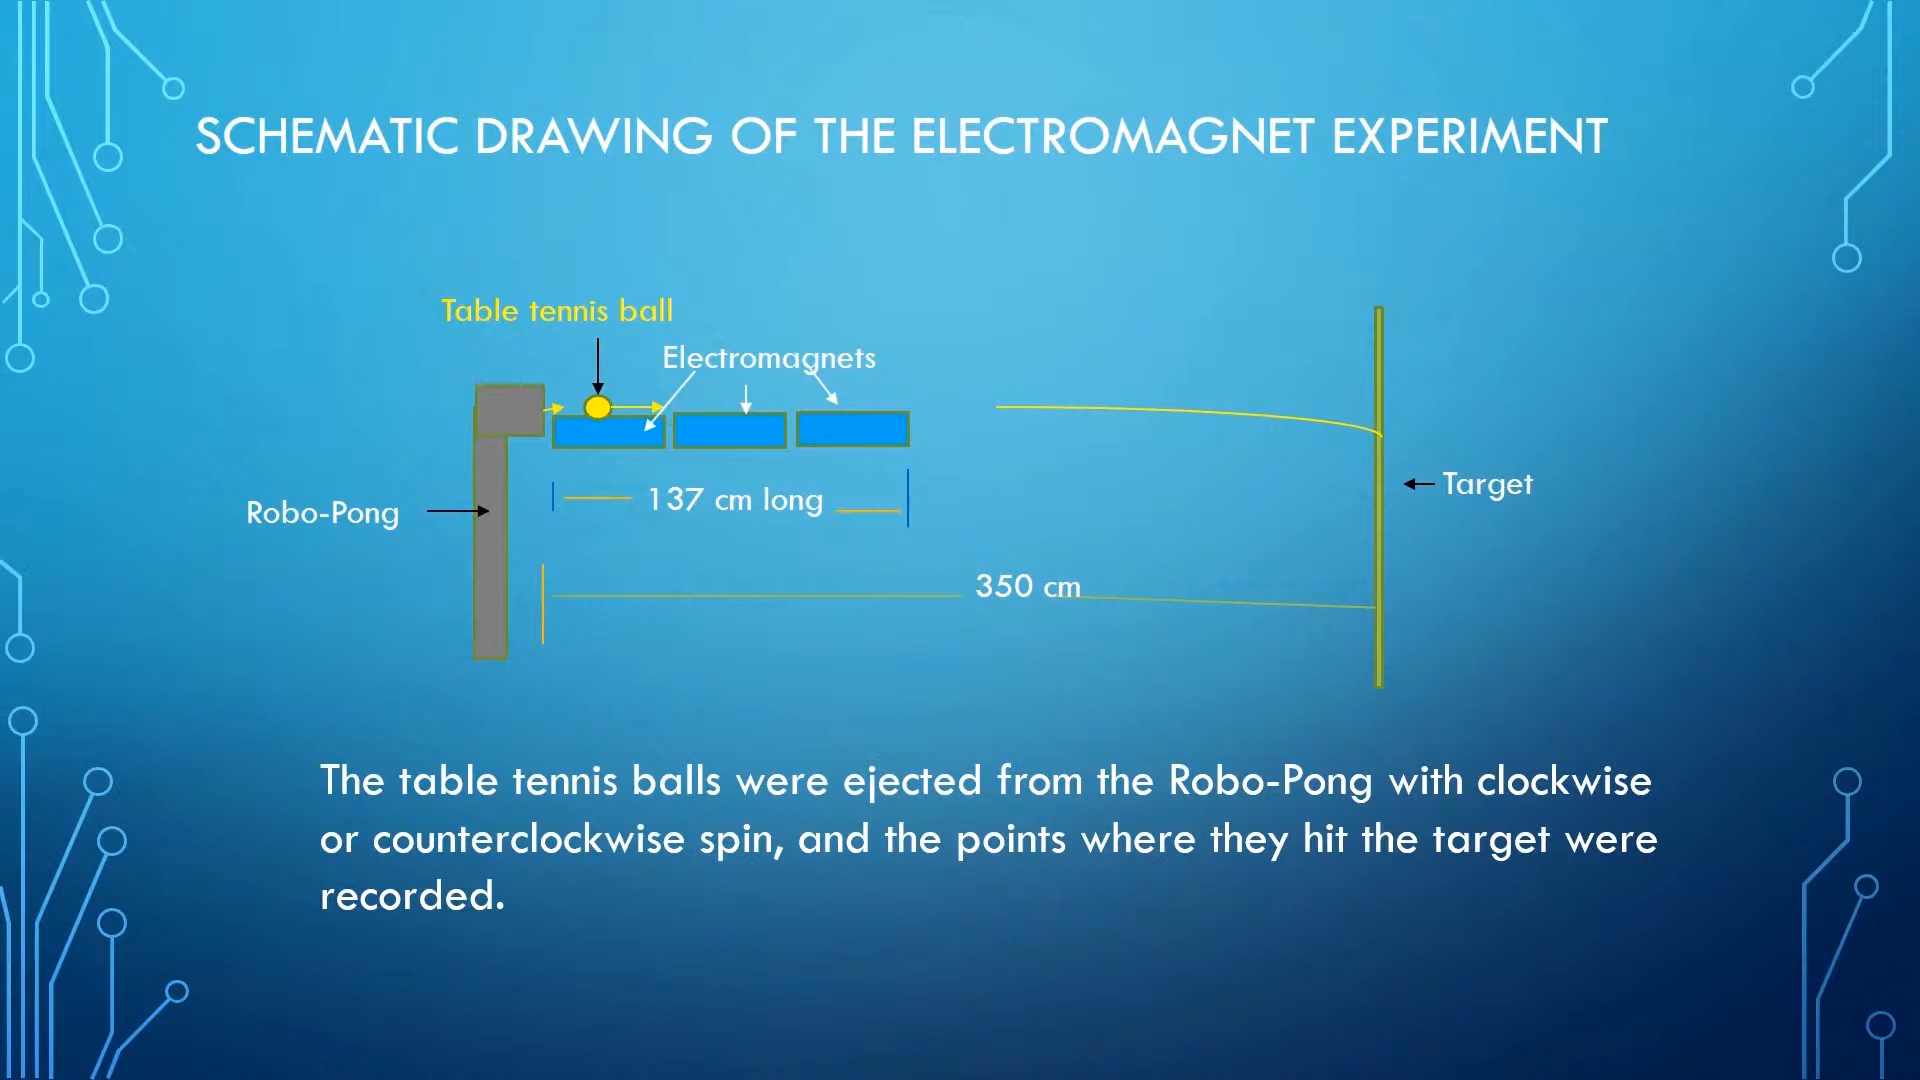 SCHEMATIC DRAWING OF THE ELECTROMAGNET EXPERIMENT
Table tennis ball
Electromagnets
Robo-Pong
137 cm long
Target
350 cm
The table tennis balls were ejected from the Robo-Pong with clockwise
or counterclockwise spin, and the points where they hit the target were
recorded.